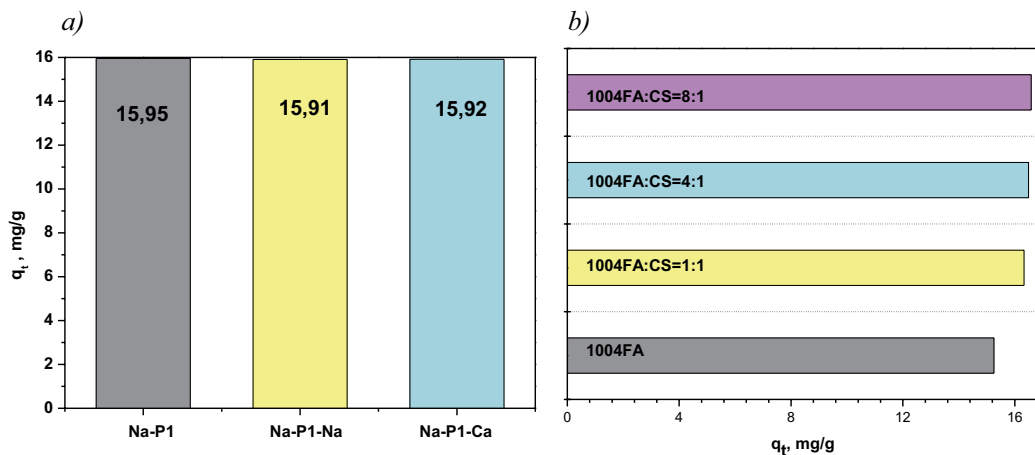 a)
16
14
12
10
8
6
4
2
0
qt , mg/g
15,95
15,91
15,92
Na-P1
Na-P1-Na
Na-P1-Ca
b)
1004FA:CS=8:1
1004FA:CS=4:1
1004FA:CS=1:1
1004FA
0
4
8
12
16
qt, mg/g